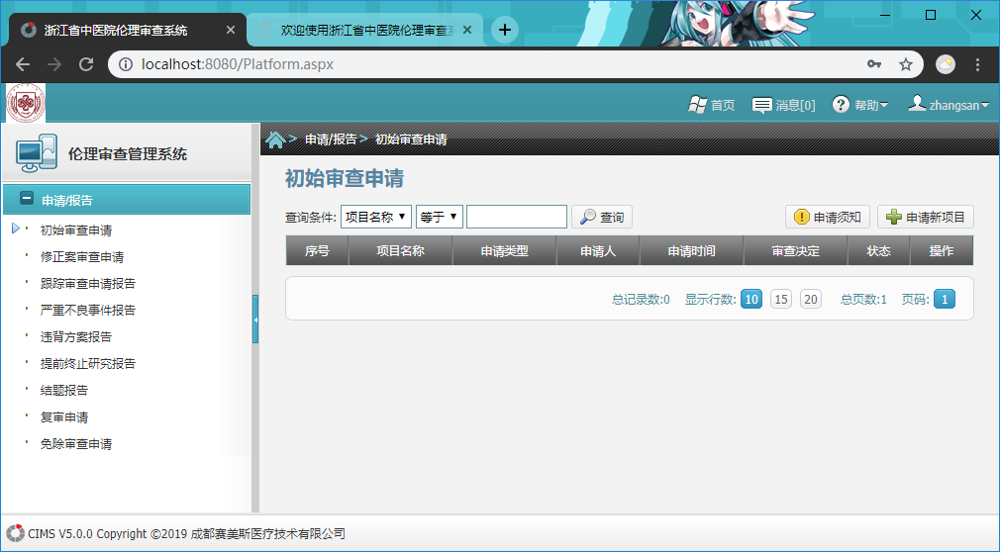 浙江省中医院伦理审查系统
欢迎使用浙江省中医院伦理审查系
localhost:8080/Platform.aspx
首页 消息[0] 帮助 zhangsan
伦理审查管理系统
申请/报告 > 初始审查申请
申请/报告
初始审查申请
修正案审查申请
跟踪审查申请报告
严重不良事件报告
违背方案报告
提前终止研究报告
结题报告
复审申请
免除审查申请
初始审查申请
查询条件: 项目名称 等于 查询 申请须知 申请新项目
序号 项目名称 申请类型 申请人 申请时间 审查决定 状态 操作
总记录数:0 显示行数: 10 15 20 总页数:1 页码: 1
CIMS V5.0.0 Copyright ©2019 成都赛美斯医疗技术有限公司